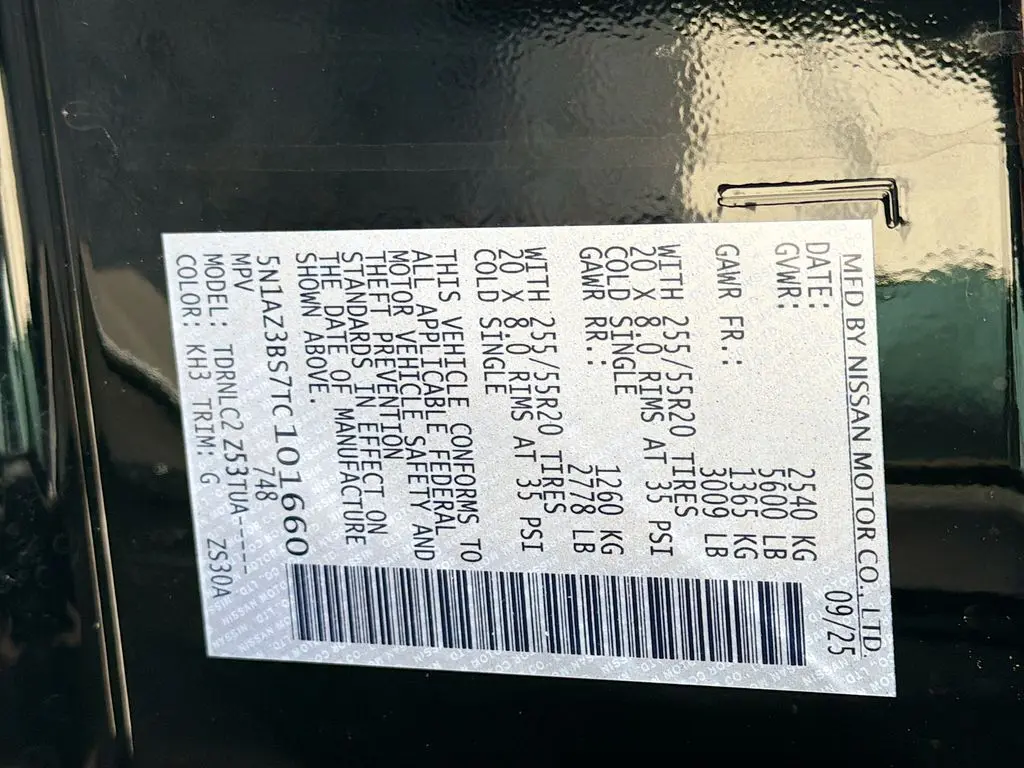 MFD BY NISSAN MOTOR CO., LTD.
DATE: 09/25
GVWR: 2540 KG
5600 LB
GAWR FR.: 1365 KG
3009 LB
WITH 255/55R20 TIRES
20 X 8.0 RIMS AT 35 PSI
COLD SINGLE
GAWR RR.: 1260 KG
2778 LB
WITH 255/55R20 TIRES
20 X 8.0 RIMS AT 35 PSI
COLD SINGLE
THIS VEHICLE CONFORMS TO
ALL APPLICABLE FEDERAL
MOTOR VEHICLE SAFETY AND
THEFT PREVENTION
STANDARDS IN EFFECT ON
THE DATE OF MANUFACTURE
SHOWN ABOVE.
5N1AZ3BS7TC101660
MPV 748
MODEL: TDRNLC2 Z53TUA----
COLOR: KH3 TRIM: G ZS30A